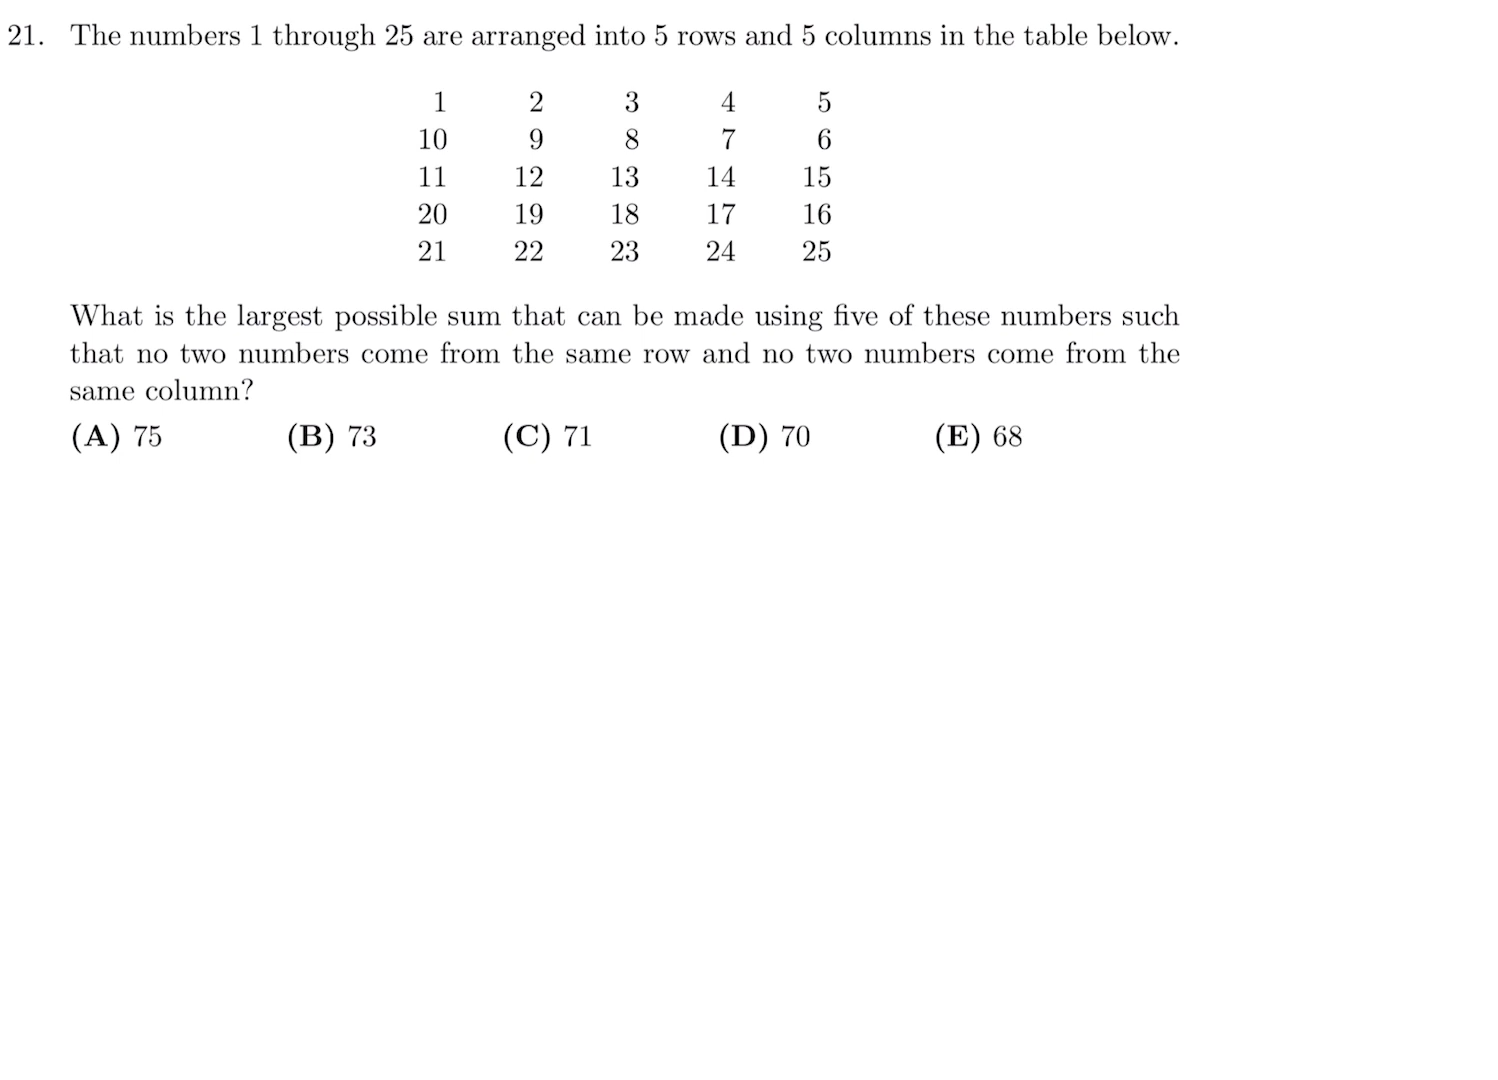 21. The numbers 1 through 25 are arranged into 5 rows and 5 columns in the table below.
1 2 3 4 5
10 9 8 7 6
11 12 13 14 15
20 19 18 17 16
21 22 23 24 25
What is the largest possible sum that can be made using five of these numbers such
that no two numbers come from the same row and no two numbers come from the
same column?
(A) 75 (B) 73 (C) 71 (D) 70 (E) 68